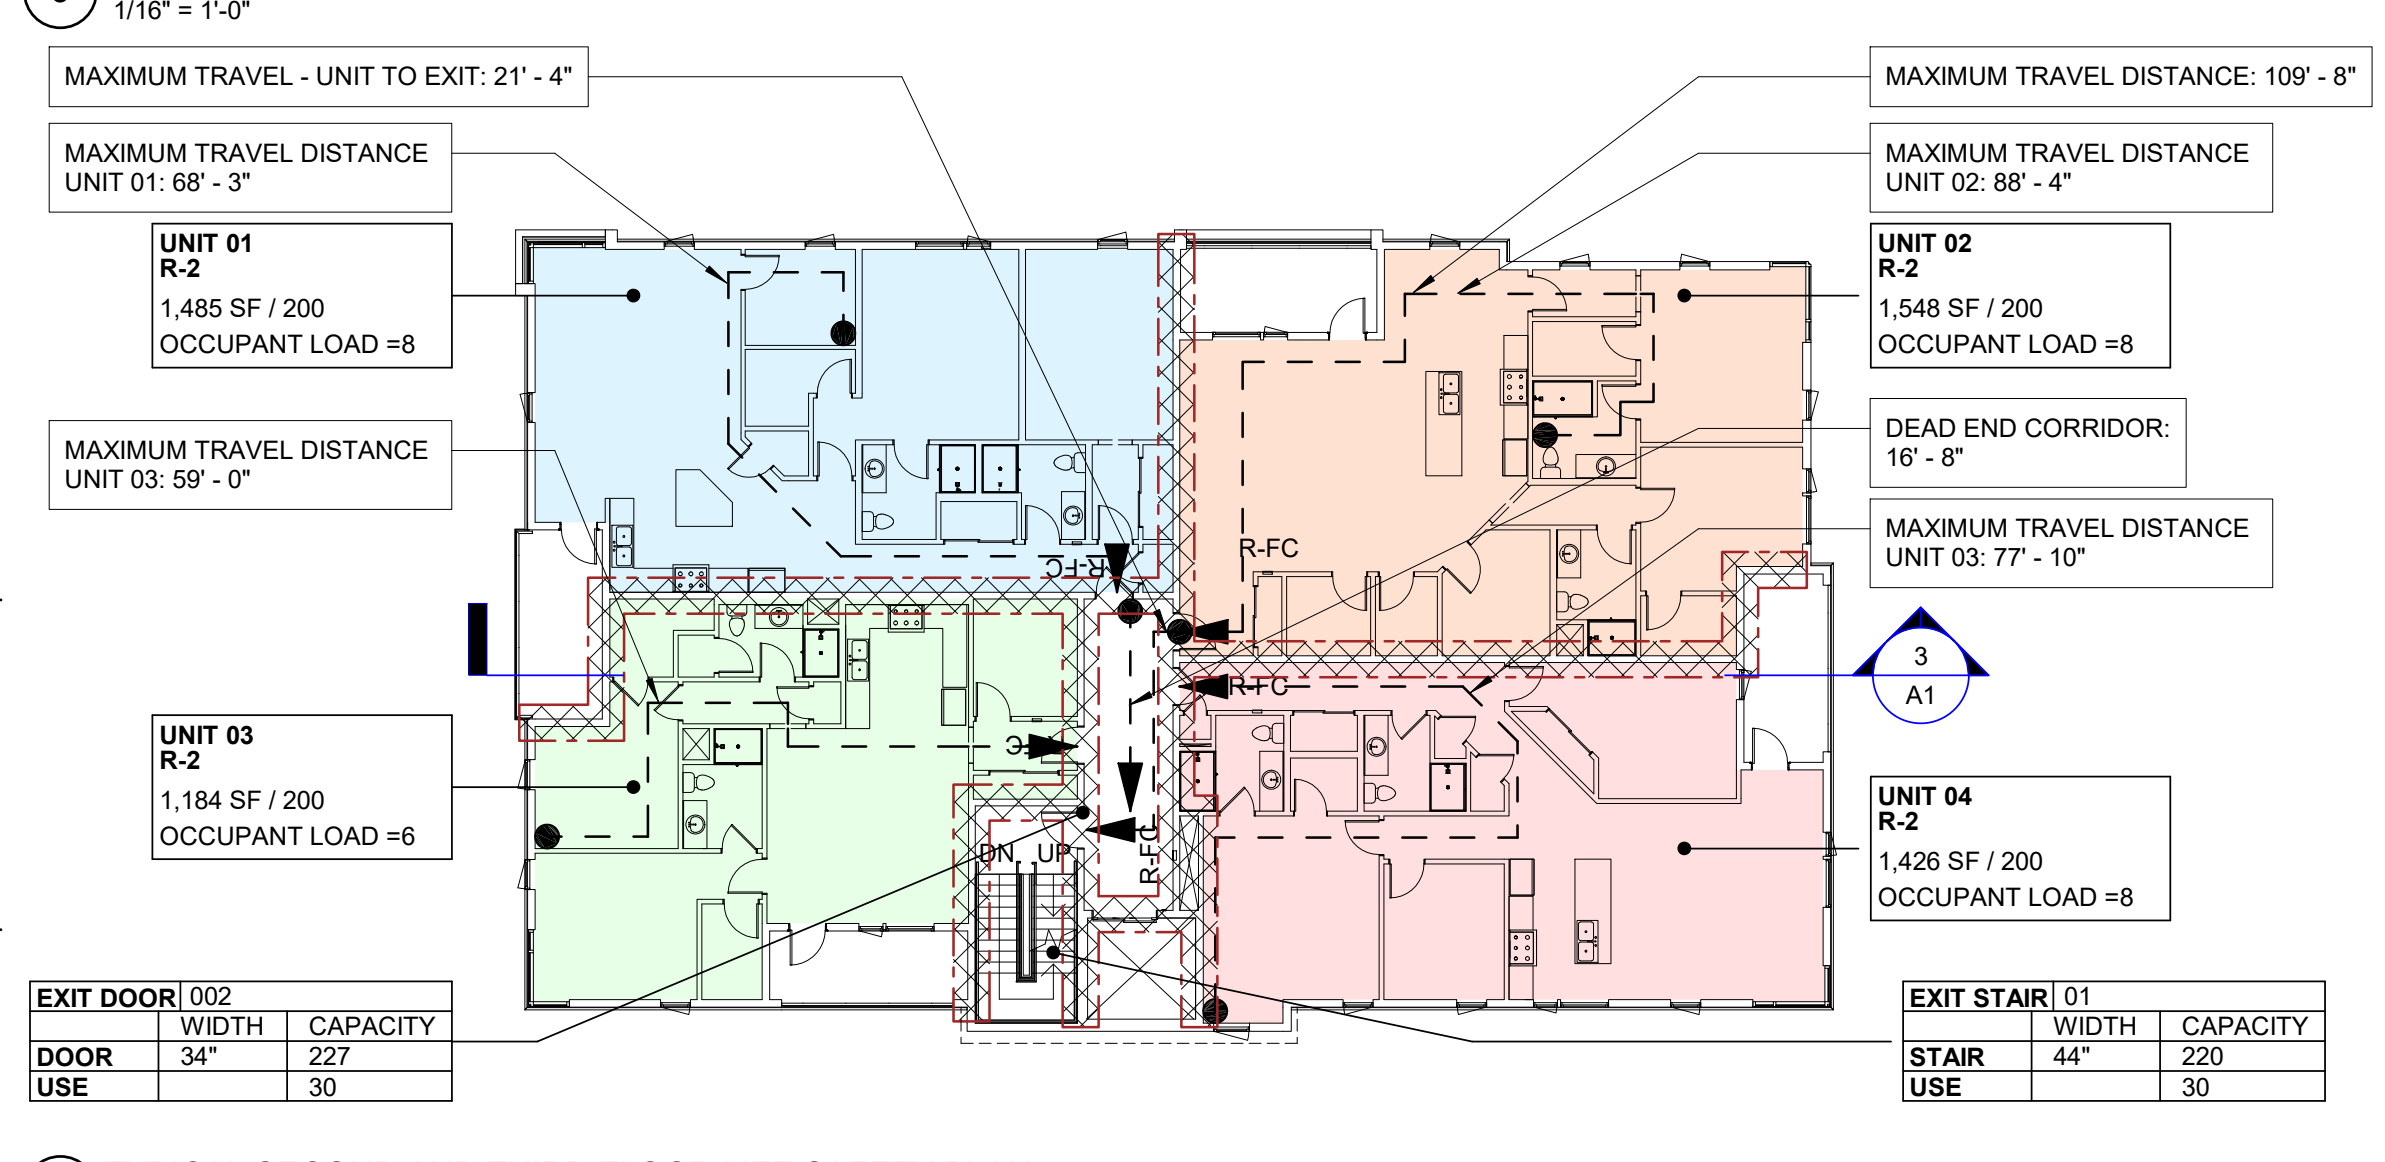 1/16" = 1'-0"
MAXIMUM TRAVEL - UNIT TO EXIT: 21' - 4"
MAXIMUM TRAVEL DISTANCE: 109' - 8"
MAXIMUM TRAVEL DISTANCE
UNIT 01: 68' - 3"
MAXIMUM TRAVEL DISTANCE
UNIT 02: 88' - 4"
UNIT 01
R-2
1,485 SF / 200
OCCUPANT LOAD =8
UNIT 02
R-2
1,548 SF / 200
OCCUPANT LOAD =8
MAXIMUM TRAVEL DISTANCE
UNIT 03: 59' - 0"
DEAD END CORRIDOR:
16' - 8"
MAXIMUM TRAVEL DISTANCE
UNIT 03: 77' - 10"
R-FC
R-FC
R-FC
R-FC
R-FC
3
A1
UNIT 03
R-2
1,184 SF / 200
OCCUPANT LOAD =6
UNIT 04
R-2
1,426 SF / 200
OCCUPANT LOAD =8
DN UP
EXIT DOOR 002
WIDTH CAPACITY
DOOR 34" 227
USE 30
EXIT STAIR 01
WIDTH CAPACITY
STAIR 44" 220
USE 30